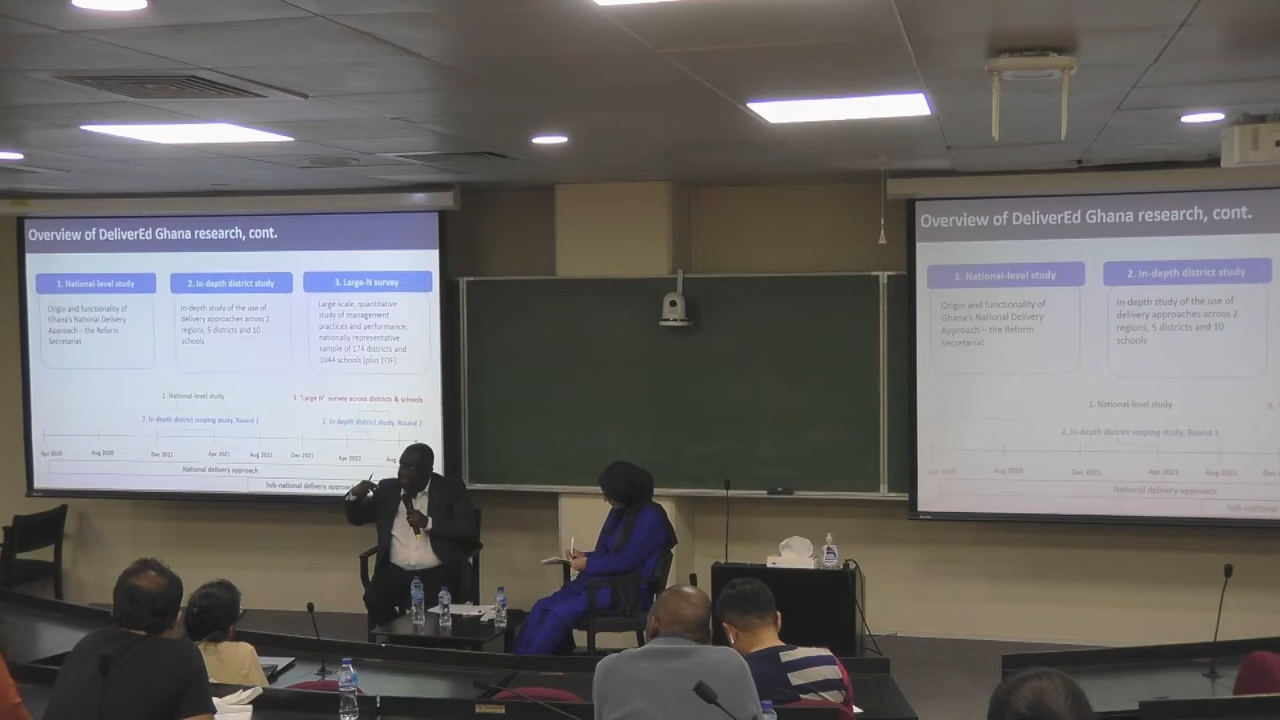 Overview of DeliverEd Ghana research, cont.
1. National-level study
Origin and functionality of
Ghana's National Delivery
Approach – the Reform
Secretariat
2. In-depth district study
In-depth study of the use of
delivery approaches across 2
regions, 5 districts and 10
schools
3. Large-N survey
Large-scale, quantitative
study of management
practices and performance,
nationally representative
sample of 174 districts and
1044 schools (plus EOF)
1. National-level study
3. 'Large N' survey across districts & schools
2. In-depth district scoping study, Round 1
2. In-depth district study, Round 2
Apr 2020
Aug 2020
Dec 2021
Apr 2021
Aug 2021
Dec 2021
Apr 2022
Aug
National delivery approach
Sub-national delivery approach
Overview of DeliverEd Ghana research, cont.
1. National-level study
Origin and functionality of
Ghana's National Delivery
Approach – the Reform
Secretariat
2. In-depth district study
In-depth study of the use of
delivery approaches across 2
regions, 5 districts and 10
schools
1. National-level study
2. In-depth district scoping study, Round 1
Apr 2020
Aug 2020
Dec 2021
Apr 2021
Aug 2021
National delivery approach
Sub-national